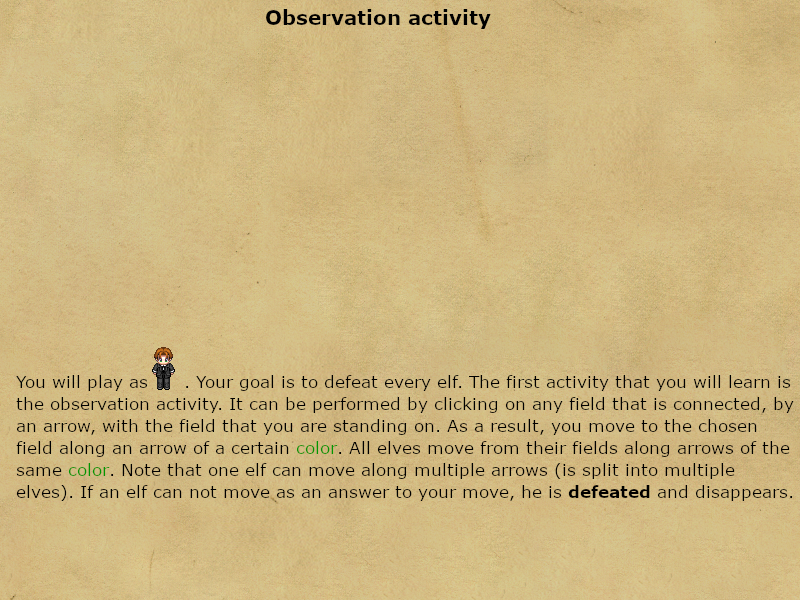 Observation activity
You will play as . Your goal is to defeat every elf. The first activity that you will learn is
the observation activity. It can be performed by clicking on any field that is connected, by
an arrow, with the field that you are standing on. As a result, you move to the chosen
field along an arrow of a certain color. All elves move from their fields along arrows of the
same color. Note that one elf can move along multiple arrows (is split into multiple
elves). If an elf can not move as an answer to your move, he is defeated and disappears.